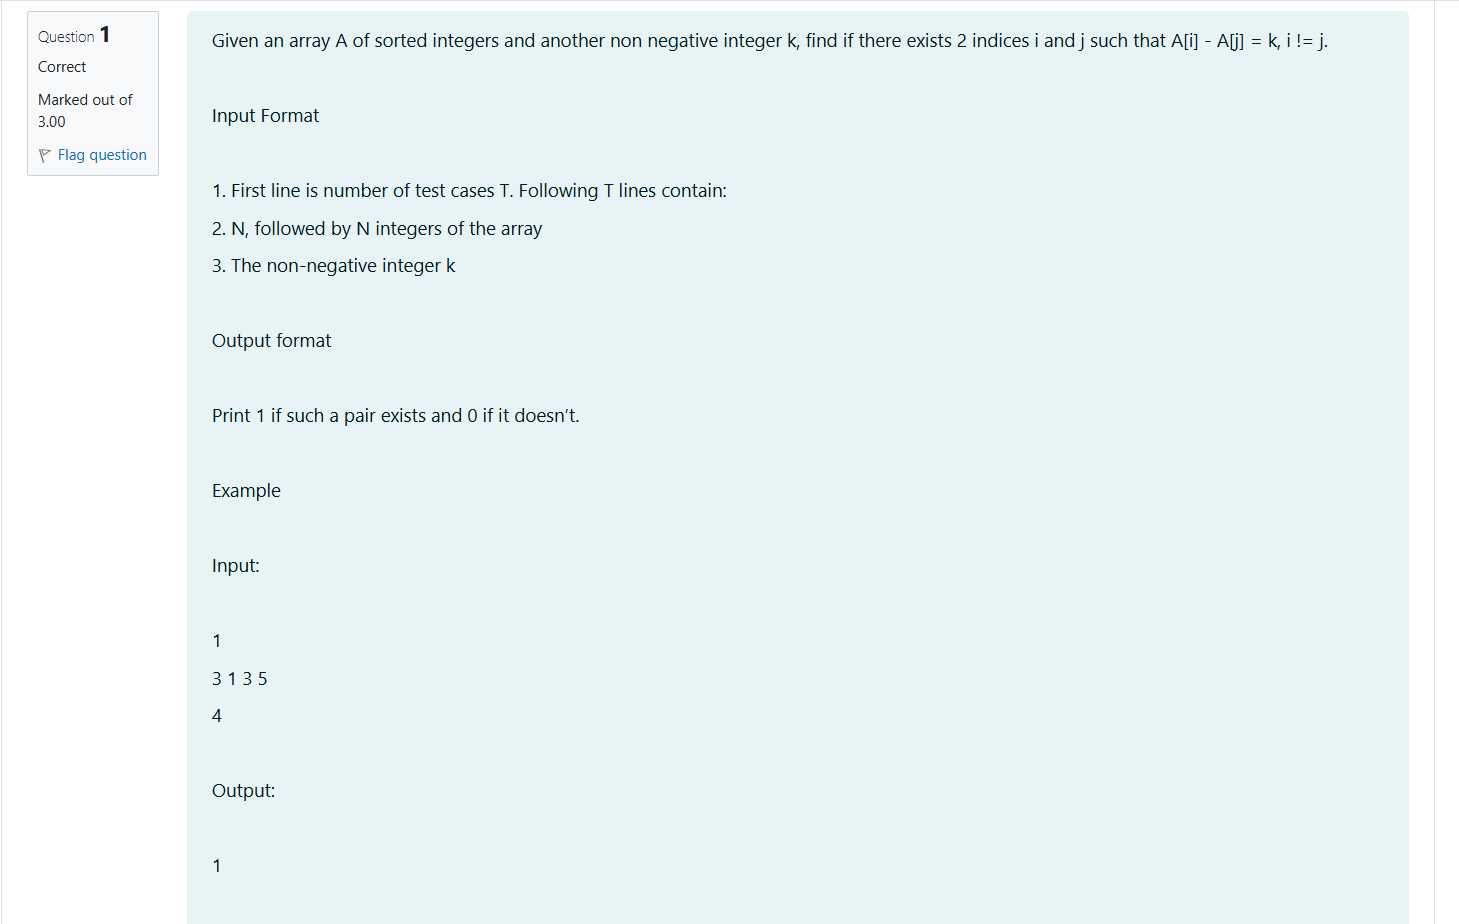 Question 1
Correct
Marked out of
3.00
Flag question
Given an array A of sorted integers and another non negative integer k, find if there exists 2 indices i and j such that A[i] - A[j] = k, i != j.
Input Format
1. First line is number of test cases T. Following T lines contain:
2. N, followed by N integers of the array
3. The non-negative integer k
Output format
Print 1 if such a pair exists and 0 if it doesn't.
Example
Input:
1
3 1 3 5
4
Output:
1